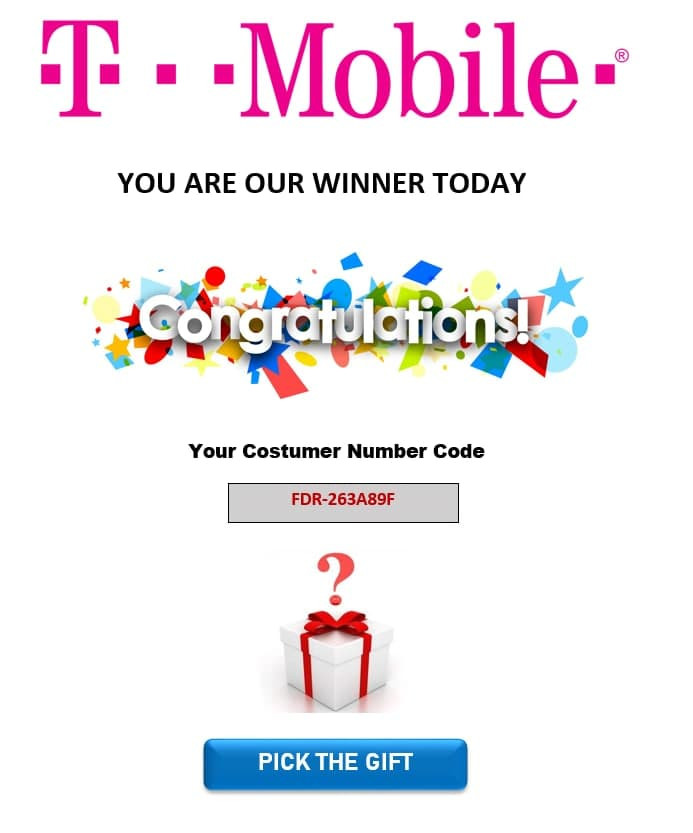 T··Mobile·®
YOU ARE OUR WINNER TODAY
Congratulations!
Your Costumer Number Code
FDR-263A89F
?
PICK THE GIFT